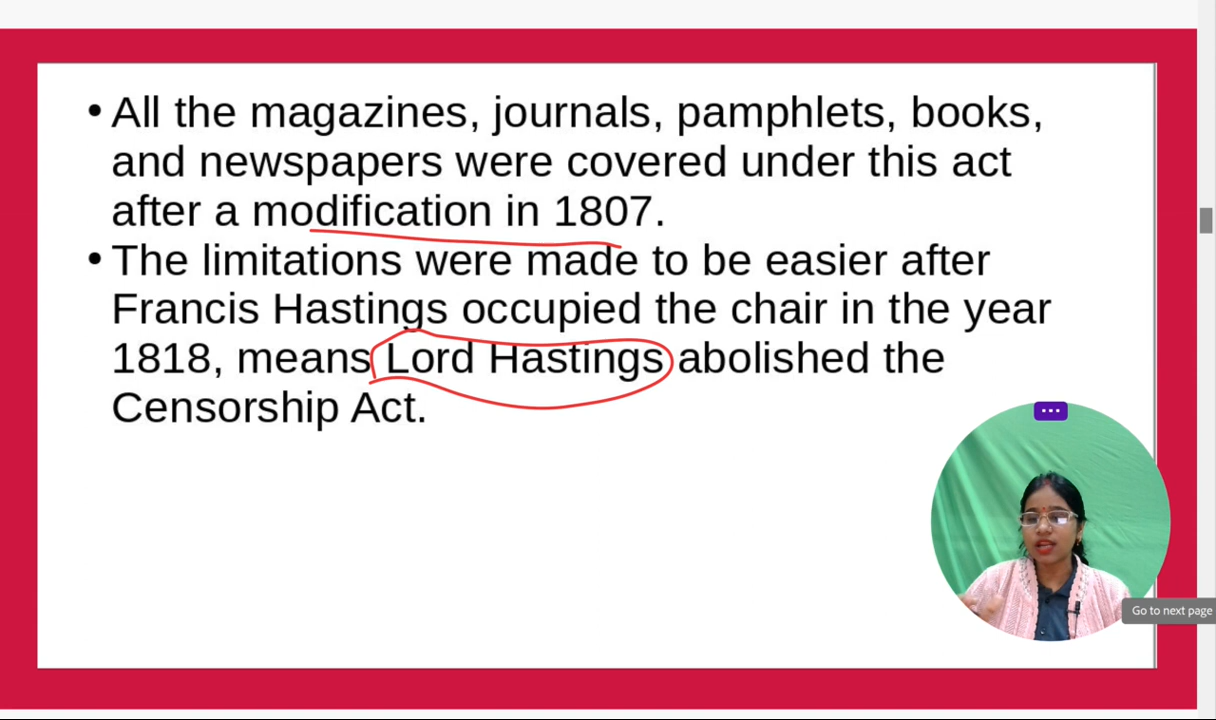 • All the magazines, journals, pamphlets, books,
and newspapers were covered under this act
after a modification in 1807.
• The limitations were made to be easier after
Francis Hastings occupied the chair in the year
1818, means Lord Hastings abolished the
Censorship Act.
Go to next page